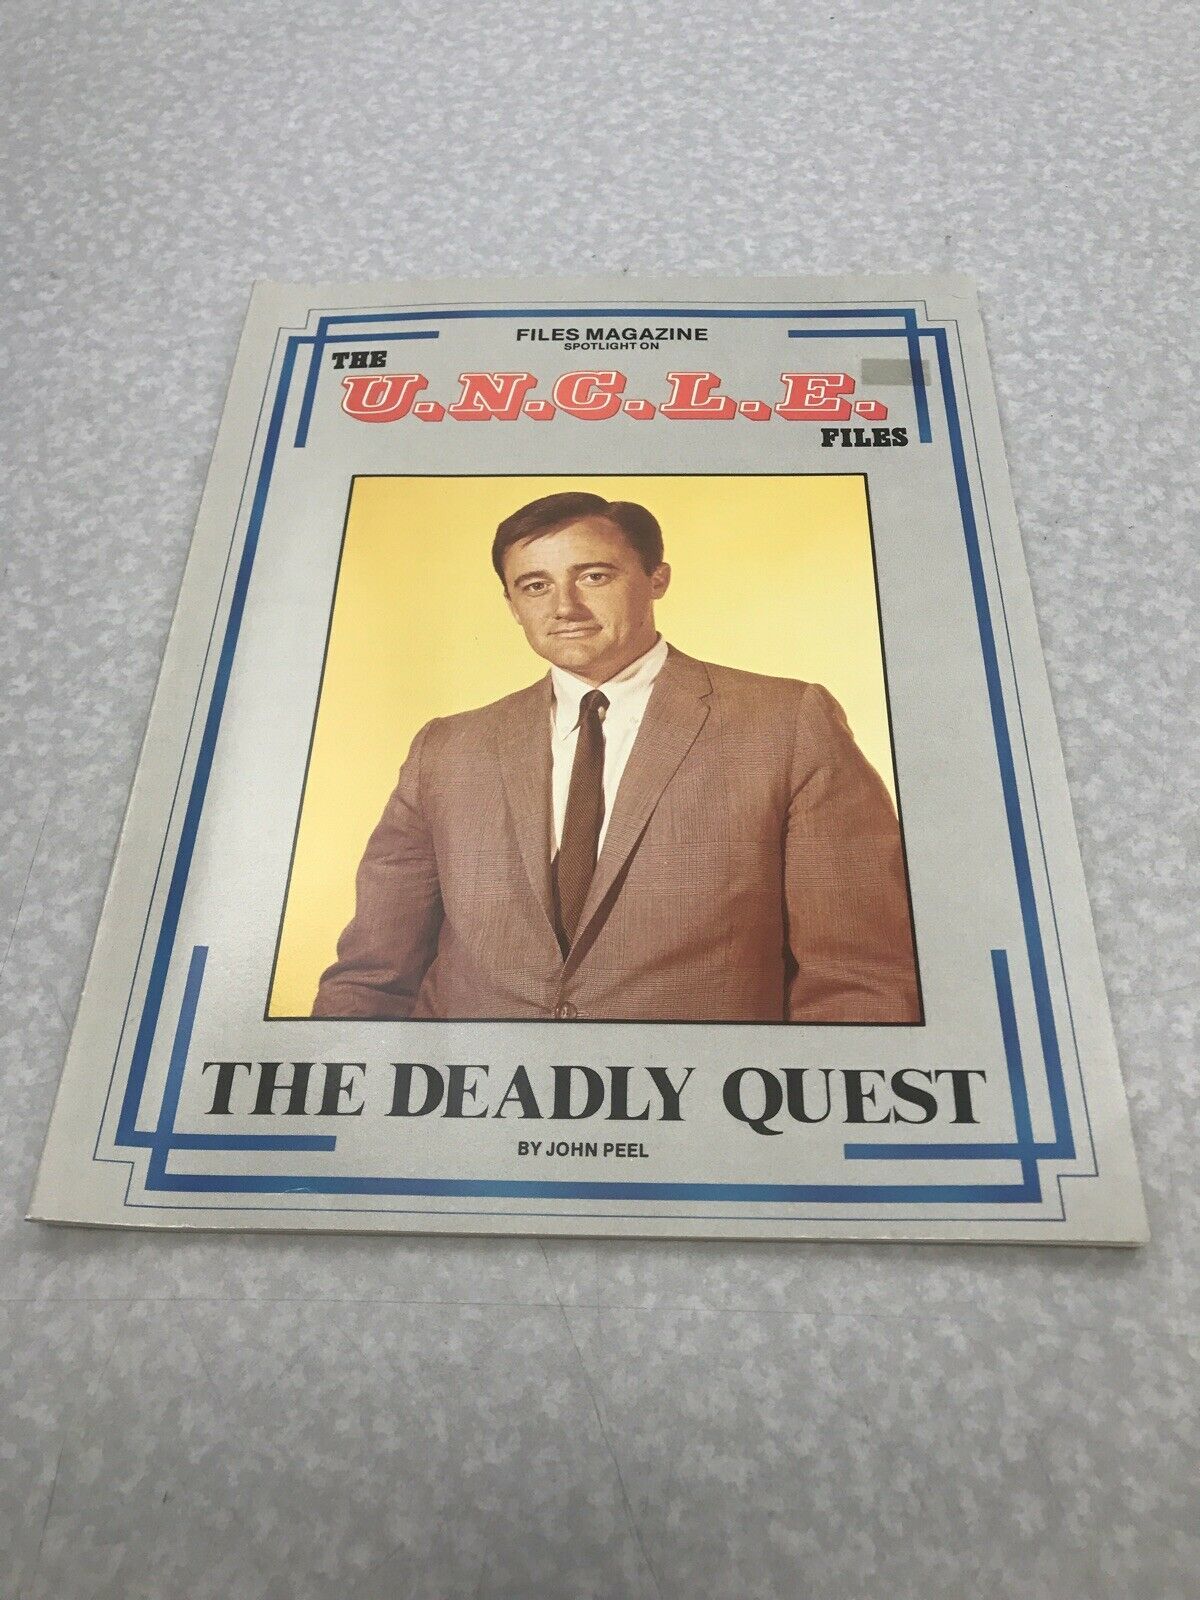 FILES MAGAZINE
SPOTLIGHT ON
THE
U.N.C.L.E.
FILES
THE DEADLY QUEST
BY JOHN PEEL